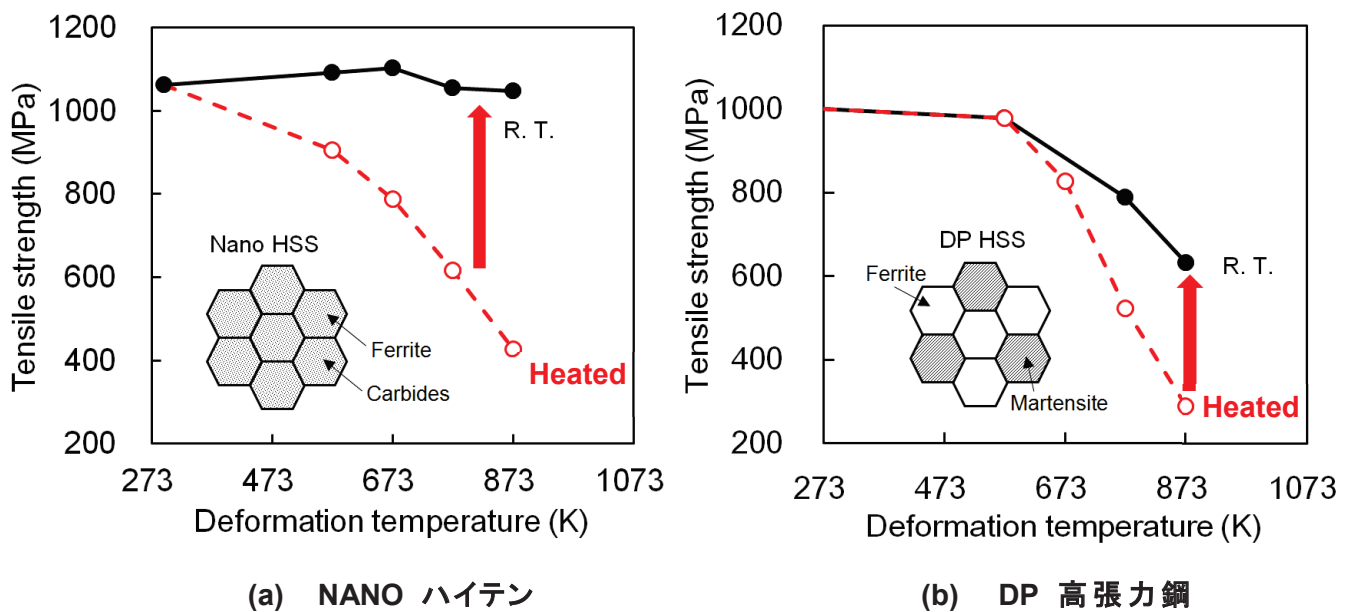 1200
1000
800
600
400
200
Tensile strength (MPa)
R. T.
Nano HSS
Ferrite
Carbides
Heated
273 473 673 873 1073
Deformation temperature (K)
(a) NANO ハイテン
1200
1000
800
600
400
200
Tensile strength (MPa)
DP HSS
Ferrite
R. T.
Martensite
Heated
273 473 673 873 1073
Deformation temperature (K)
(b) DP 高張力鋼